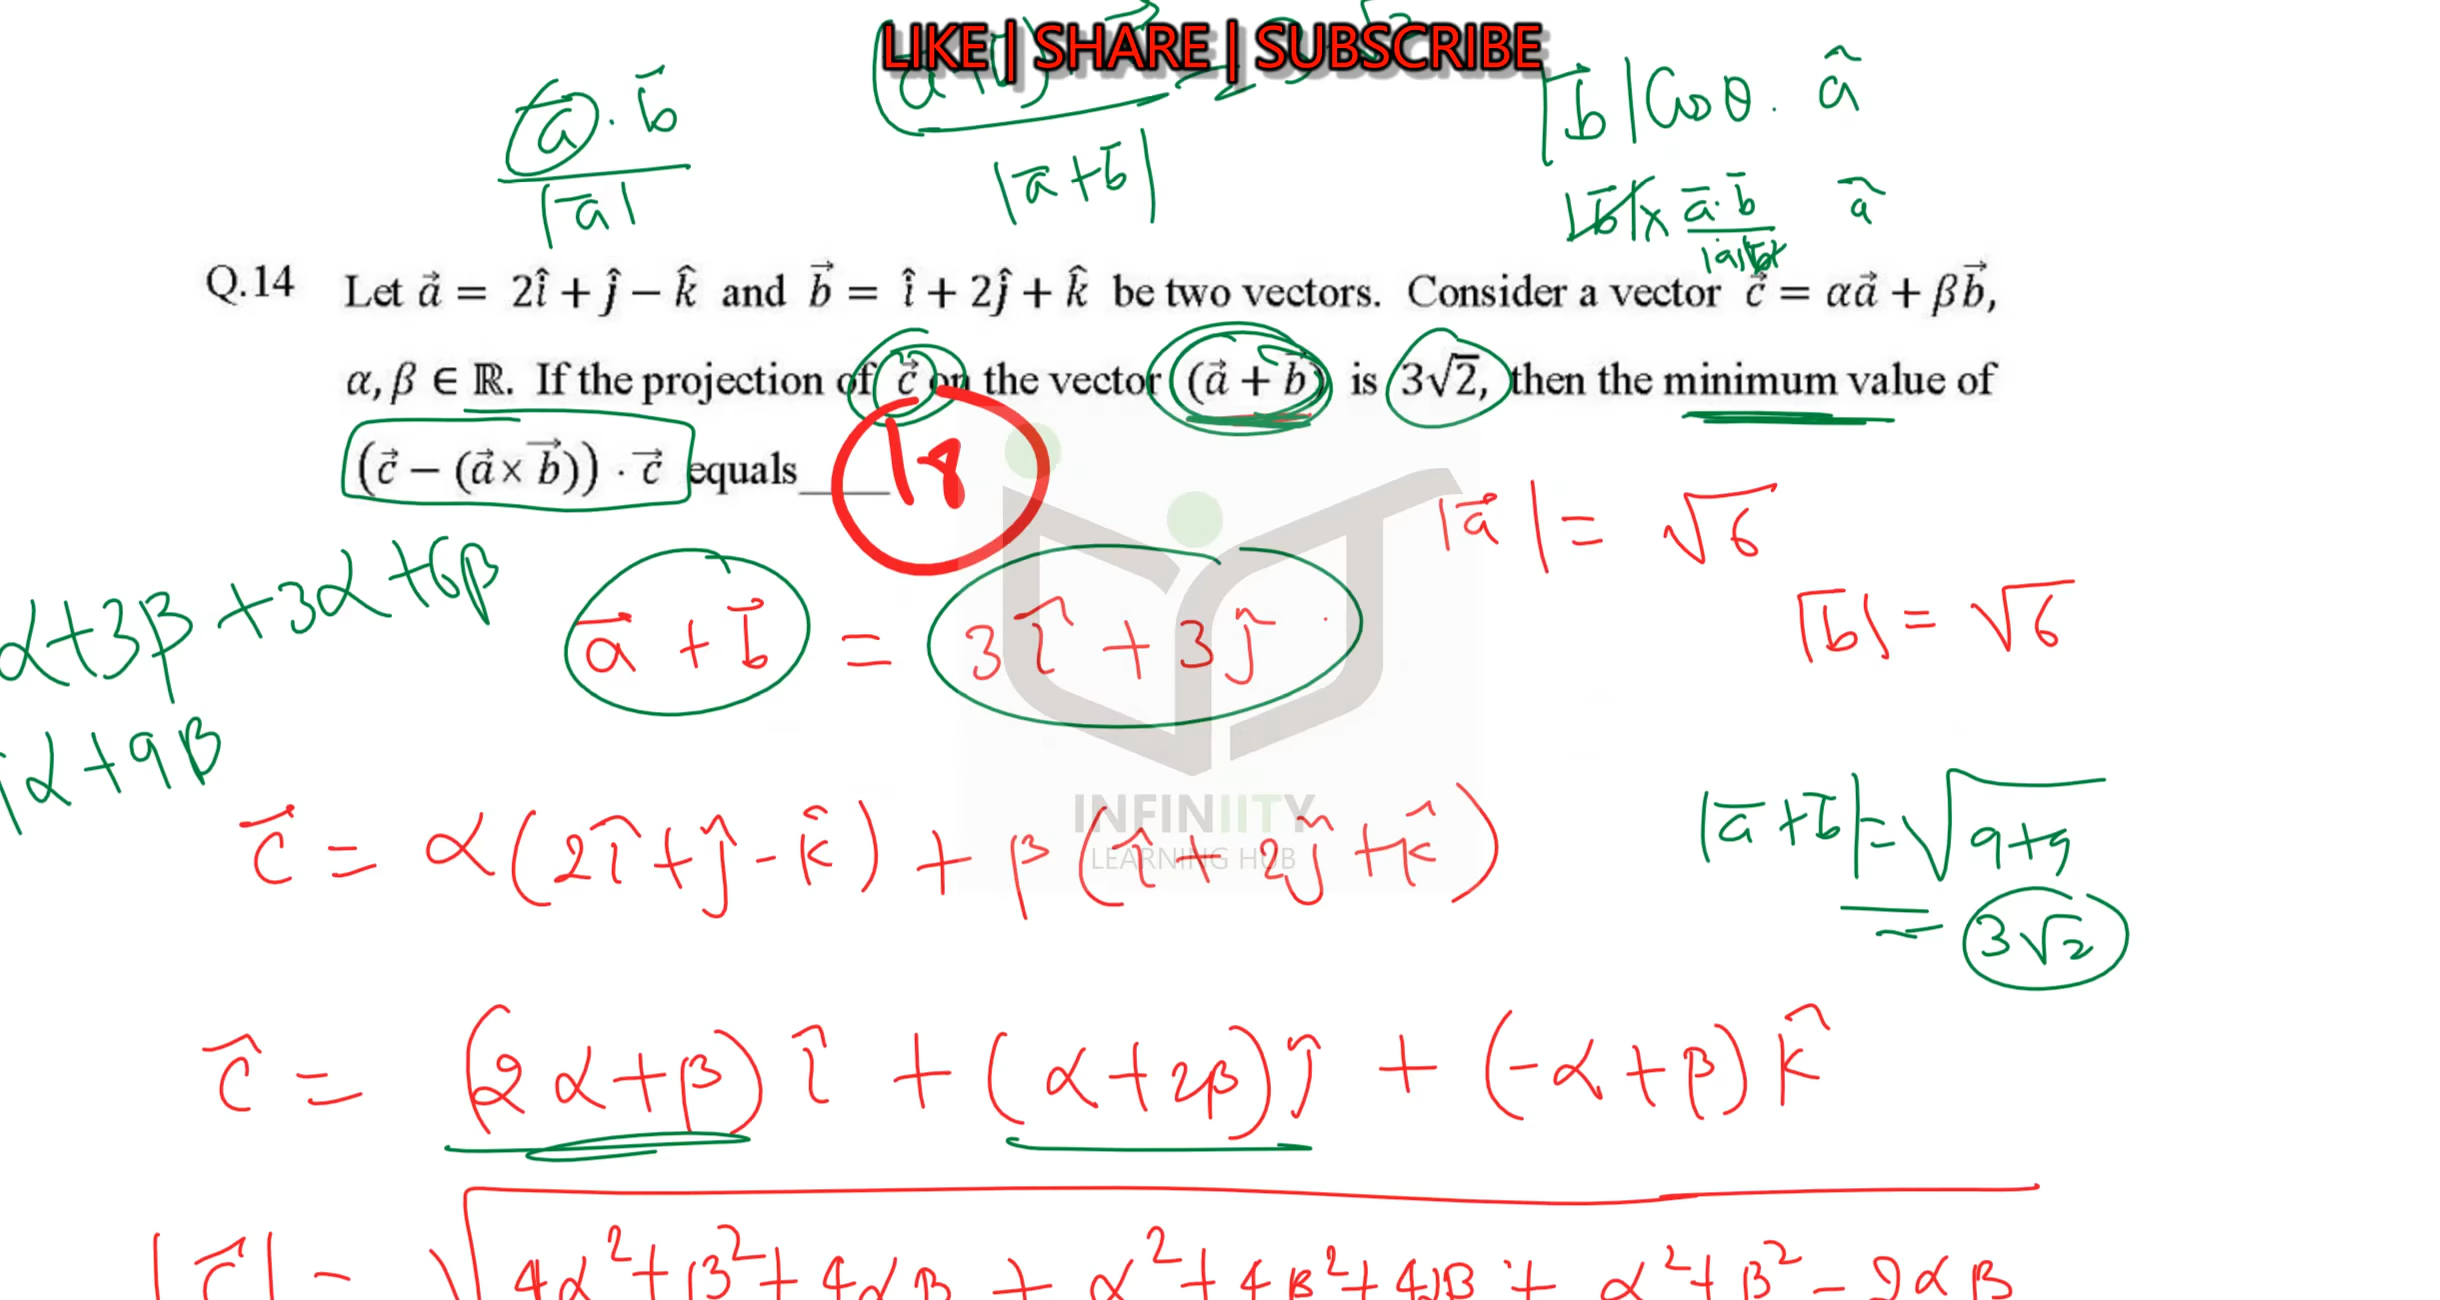 LIKE | SHARE | SUBSCRIBE
a⃗ · b⃗ / |a⃗|
|a⃗ + b⃗|
|b⃗| Cos θ · â
|b⃗| x a⃗·b⃗ / |a||b| â
Q.14 Let a⃗ = 2î + ĵ − k̂ and b⃗ = î + 2ĵ + k̂ be two vectors. Consider a vector c⃗ = αa⃗ + βb⃗,
α, β ∈ ℝ. If the projection of c⃗ on the vector (a⃗ + b⃗) is 3√2, then the minimum value of
(c⃗ − (a⃗ × b⃗)) · c⃗ equals____ 18
|a⃗| = √6
|b⃗| = √6
α+3β+3α+6β
α+9β
a⃗ + b⃗ = 3î + 3ĵ
INFINIITY
LEARNING HUB
c⃗ = α(2î+ĵ-k̂) + β(î+2ĵ+k̂)
|a⃗+b⃗| = √9+9
= 3√2
c⃗ = (2α+β)î + (α+2β)ĵ + (-α+β)k̂
|c⃗| = √4α²+β²+4αβ + α²+4β²+4αβ + α²+β²-2αβ